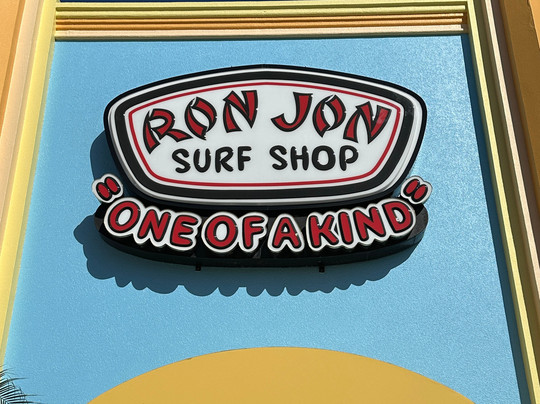 RON JON
SURF SHOP
"ONE OF A KIND"